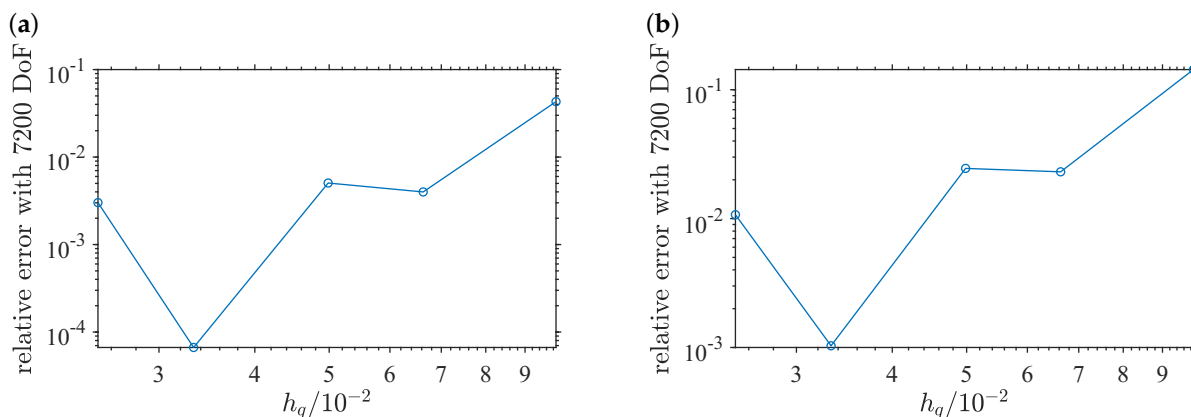 (a)
relative error with 7200 DoF
10^-1
10^-2
10^-3
10^-4
3 4 5 6 7 8 9
h_q/10^-2
(b)
relative error with 7200 DoF
10^-1
10^-2
10^-3
3 4 5 6 7 8 9
h_q/10^-2